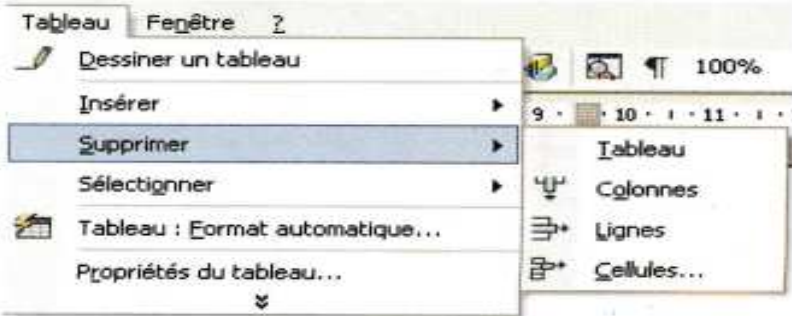 Tableau Fenêtre ?
Dessiner un tableau
100%
Insérer
9 · 10 · ı · 11 · ı ·
Supprimer
Tableau
Sélectionner
Colonnes
Tableau : Format automatique...
Lignes
Propriétés du tableau...
Cellules...